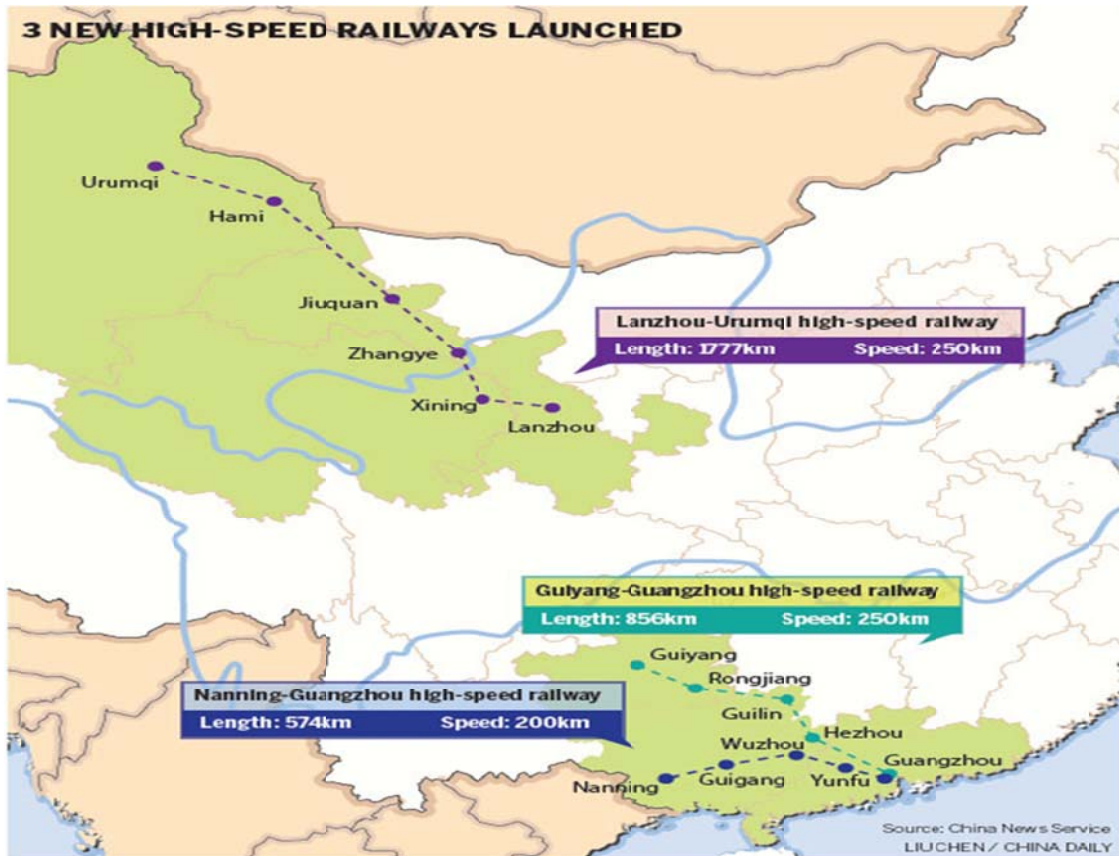 3 NEW HIGH-SPEED RAILWAYS LAUNCHED
Urumqi
Hami
Jiuquan
Zhangye
Xining
Lanzhou
Lanzhou-Urumqi high-speed railway
Length: 1777km Speed: 250km
Guiyang-Guangzhou high-speed railway
Length: 856km Speed: 250km
Guiyang
Rongjiang
Guilin
Hezhou
Guangzhou
Nanning-Guangzhou high-speed railway
Length: 574km Speed: 200km
Wuzhou
Nanning
Guigang
Yunfu
Source: China News Service
LIU CHEN / CHINA DAILY